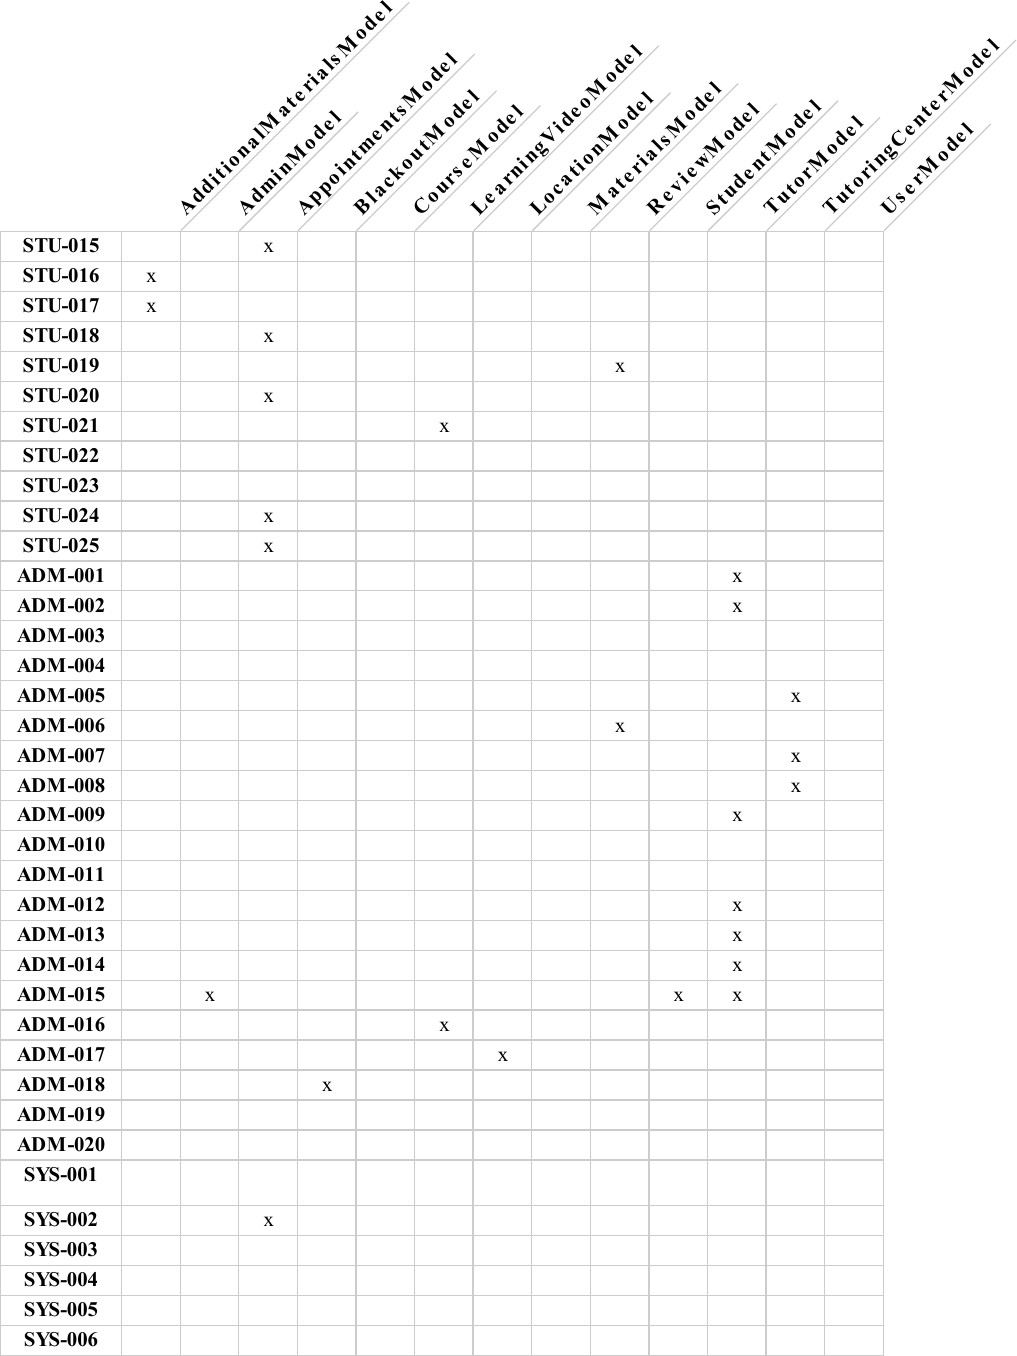 AdditionalMaterialsModel
AdminModel
AppointmentsModel
BlackoutModel
CourseModel
LearningVideoModel
LocationModel
MaterialsModel
ReviewModel
StudentModel
TutorModel
TutoringCenterModel
UserModel
STU-015 x
STU-016 x
STU-017 x
STU-018 x
STU-019 x
STU-020 x
STU-021 x
STU-022
STU-023
STU-024 x
STU-025 x
ADM-001 x
ADM-002 x
ADM-003
ADM-004
ADM-005 x
ADM-006 x
ADM-007 x
ADM-008 x
ADM-009 x
ADM-010
ADM-011
ADM-012 x
ADM-013 x
ADM-014 x
ADM-015 x x x
ADM-016 x
ADM-017 x
ADM-018 x
ADM-019
ADM-020
SYS-001
SYS-002 x
SYS-003
SYS-004
SYS-005
SYS-006